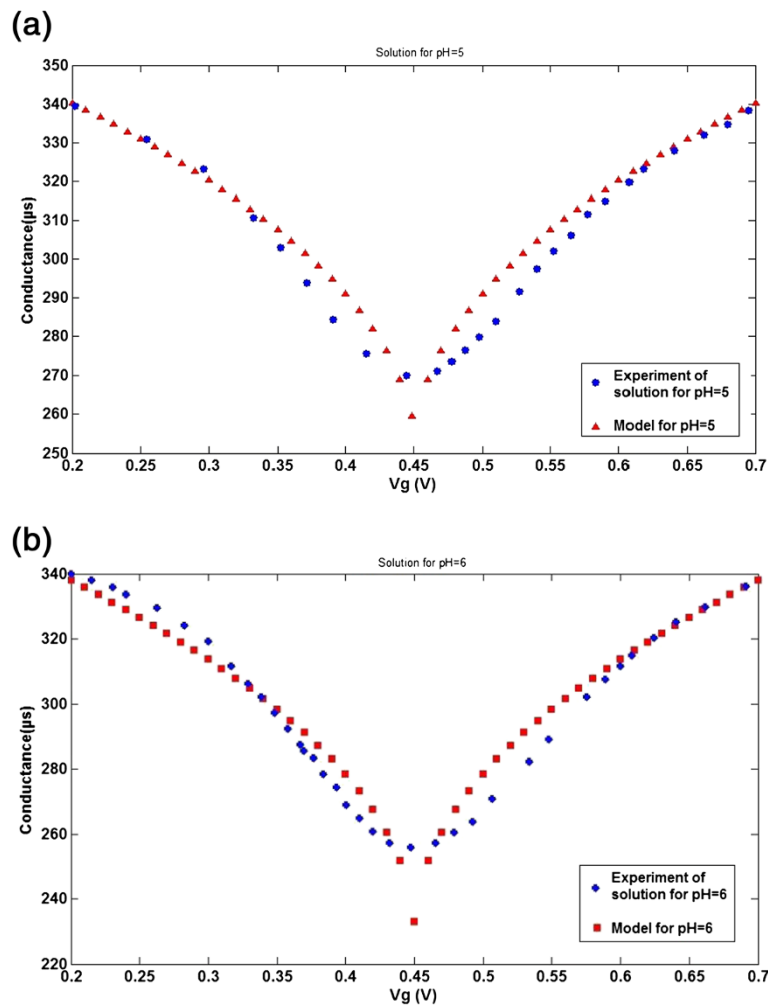 (a)
Solution for pH=5
350
340
330
320
310
300
290
280
270
260
250
Conductance(µs)
0.2 0.25 0.3 0.35 0.4 0.45 0.5 0.55 0.6 0.65 0.7
Vg (V)
Experiment of
solution for pH=5
Model for pH=5
(b)
Solution for pH=6
340
320
300
280
260
240
220
Conductance(µs)
0.2 0.25 0.3 0.35 0.4 0.45 0.5 0.55 0.6 0.65 0.7
Vg (V)
Experiment of
solution for pH=6
Model for pH=6